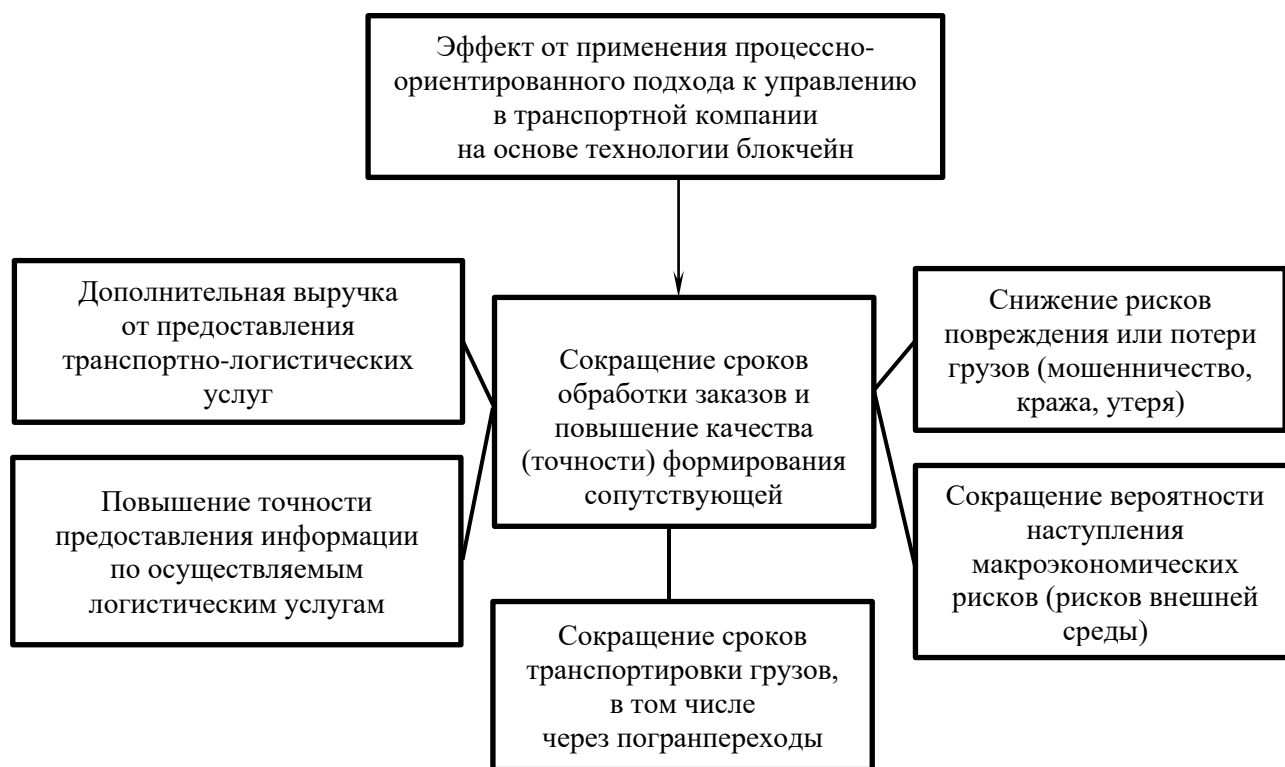 Эффект от применения процессно-
ориентированного подхода к управлению
в транспортной компании
на основе технологии блокчейн
Дополнительная выручка
от предоставления
транспортно-логистических
услуг
Повышение точности
предоставления информации
по осуществляемым
логистическим услугам
Сокращение сроков
обработки заказов и
повышение качества
(точности) формирования
сопутствующей
Сокращение сроков
транспортировки грузов,
в том числе
через погранпереходы
Снижение рисков
повреждения или потери
грузов (мошенничество,
кража, утеря)
Сокращение вероятности
наступления
макроэкономических
рисков (рисков внешней
среды)